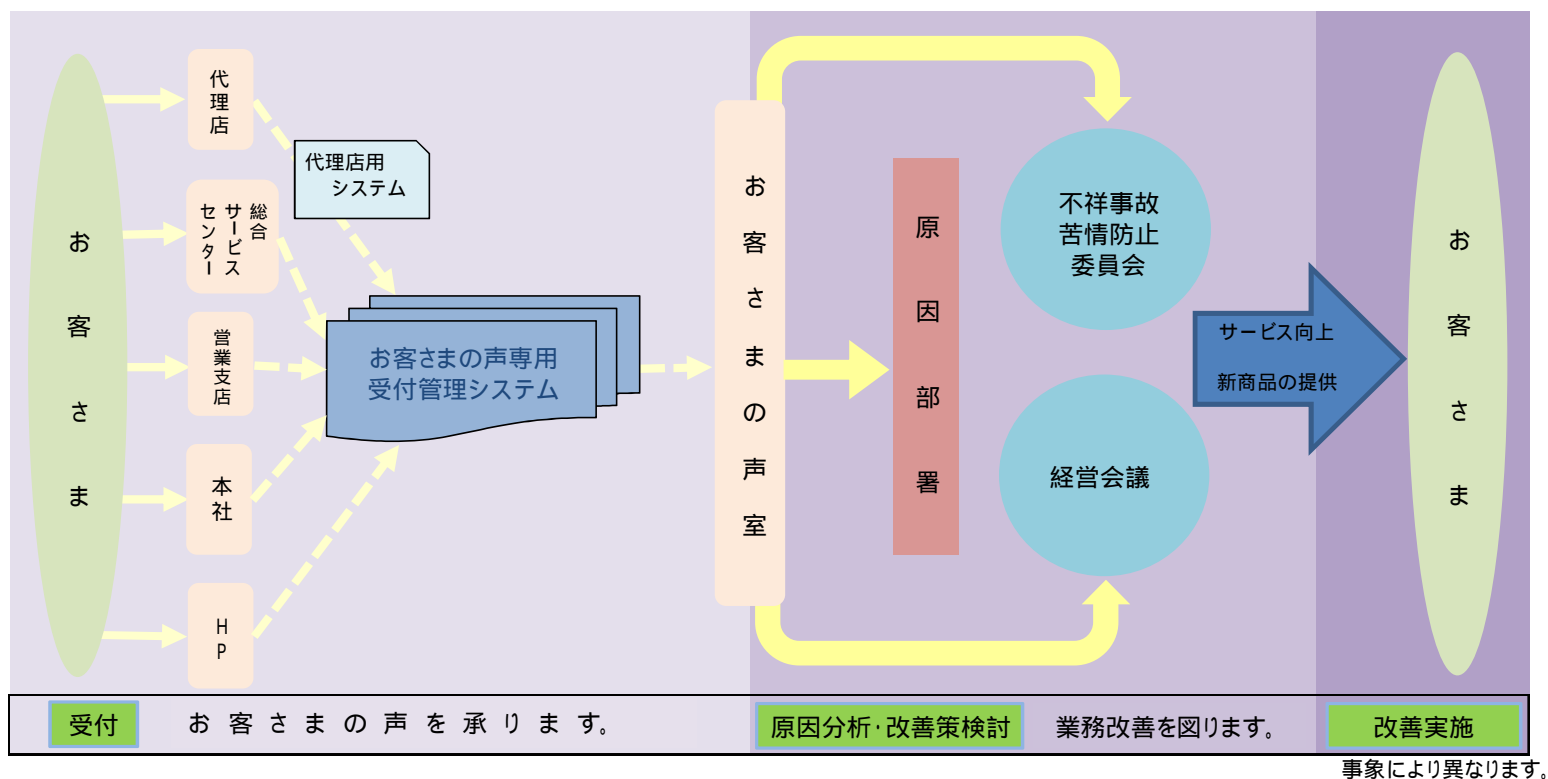 お客さま
代理店
総合
サービス
センター
営業支店
本社
HP
代理店用
システム
お客さまの声専用
受付管理システム
お客さまの声室
原因部署
不祥事故
苦情防止
委員会
経営会議
サービス向上
新商品の提供
お客さま
受付
お客さまの声を承ります。
原因分析･改善策検討
業務改善を図ります。
改善実施
事象により異なります。